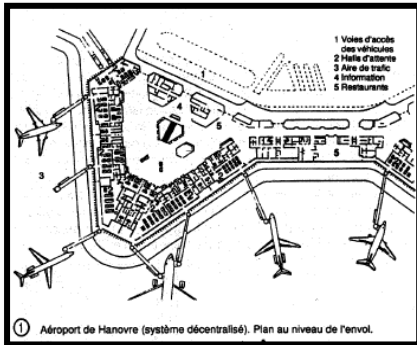 1 Voies d'accès
des véhicules
2 Halls d'attente
3 Aire de trafic
4 Information
5 Restaurants
1
4
5
3
5
1 Aéroport de Hanovre (système décentralisé). Plan au niveau de l'envol.